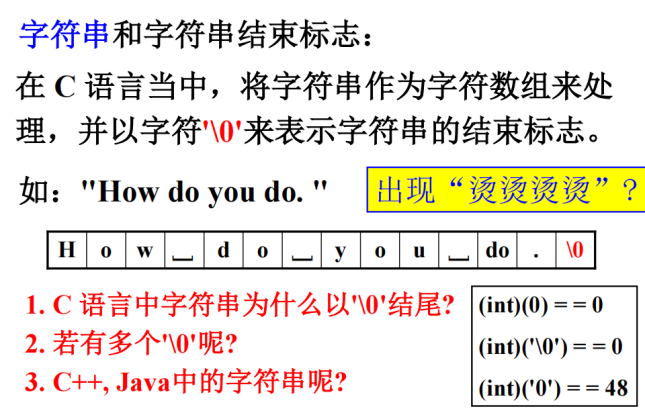 字符串和字符串结束标志：
在 C 语言当中，将字符串作为字符数组来处
理，并以字符'\0'来表示字符串的结束标志。
如："How do you do. "
出现“烫烫烫烫”？
H o w ⎵ d o ⎵ y o u ⎵ do . \0
1. C 语言中字符串为什么以'\0'结尾?
2. 若有多个'\0'呢?
3. C++, Java中的字符串呢?
(int)(0) = = 0
(int)('\0') = = 0
(int)('0') = = 48